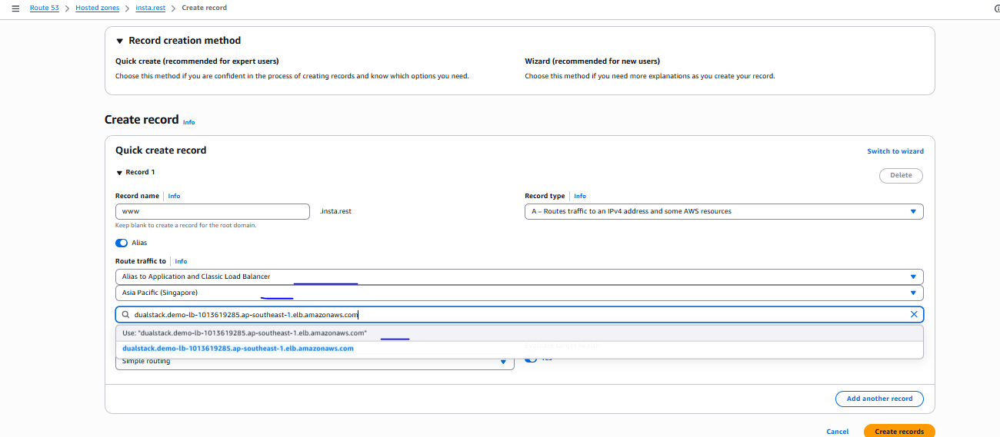 Route 53 > Hosted zones > insta.rest > Create record
Record creation method
Quick create (recommended for expert users)
Choose this method if you are confident in the process of creating records and know which options you need.
Wizard (recommended for new users)
Choose this method if you need more explanations as you create your record.
Create record Info
Quick create record
Switch to wizard
Record 1
Delete
Record name Info
www
.insta.rest
Keep blank to create a record for the root domain.
Record type Info
A – Routes traffic to an IPv4 address and some AWS resources
Alias
Route traffic to Info
Alias to Application and Classic Load Balancer
Asia Pacific (Singapore)
dualstack.demo-lb-1013619285.ap-southeast-1.elb.amazonaws.com
Use: "dualstack.demo-lb-1013619285.ap-southeast-1.elb.amazonaws.com"
dualstack.demo-lb-1013619285.ap-southeast-1.elb.amazonaws.com
Simple routing
Yes
Add another record
Cancel
Create records